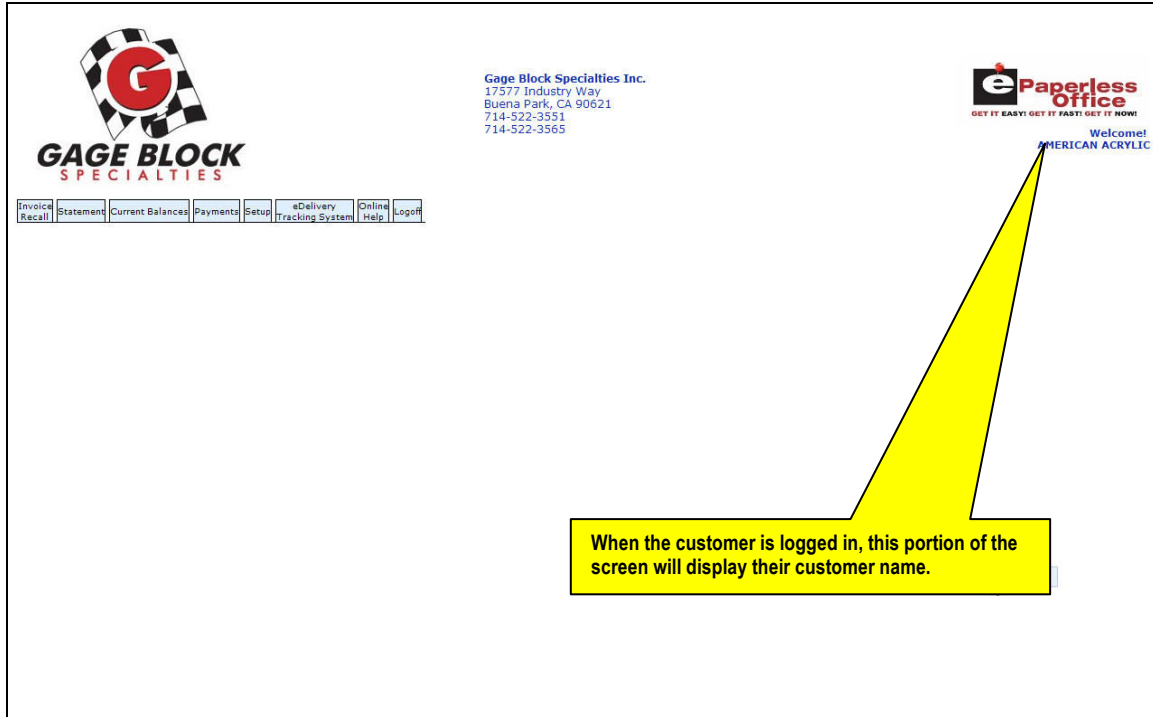 G
GAGE BLOCK
SPECIALTIES
Gage Block Specialties Inc.
17577 Industry Way
Buena Park, CA 90621
714-522-3551
714-522-3565
e Paperless
Office
GET IT EASY! GET IT FAST! GET IT NOW!
Welcome!
AMERICAN ACRYLIC
Invoice
Recall
Statement
Current Balances
Payments
Setup
eDelivery
Tracking System
Online
Help
Logoff
When the customer is logged in, this portion of the
screen will display their customer name.